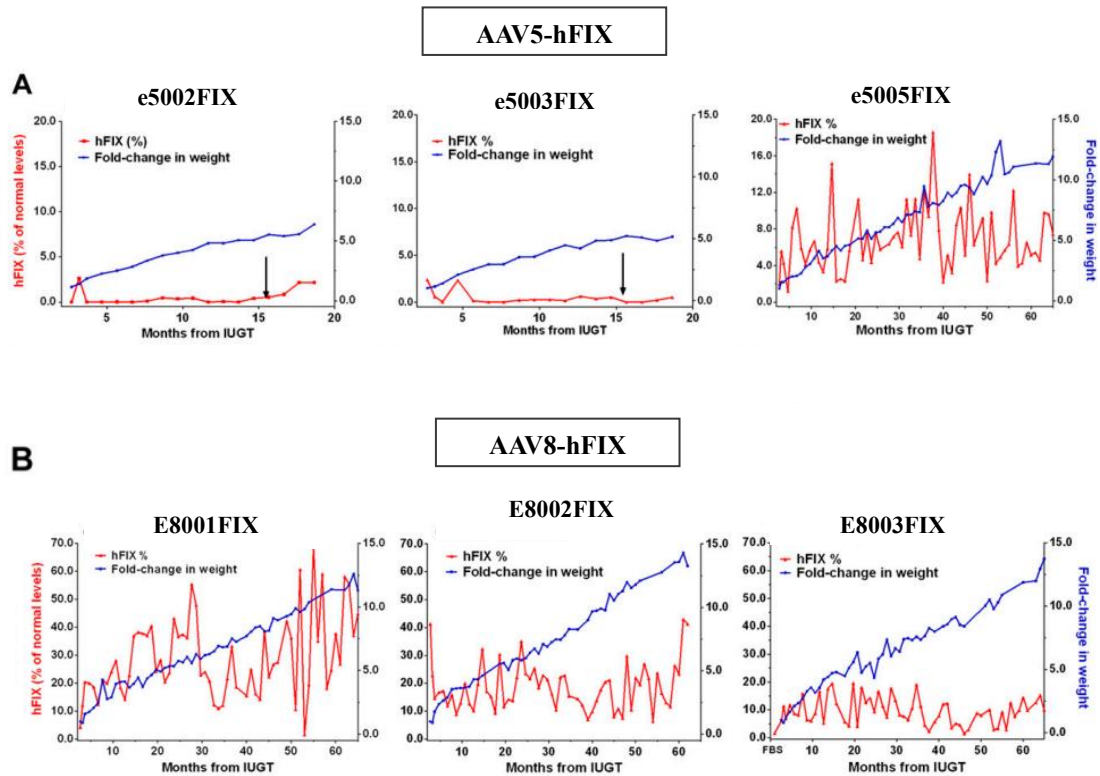 AAV5-hFIX
A
e5002FIX
e5003FIX
e5005FIX
hFIX (% of normal levels)
20.0
15.0
10.0
5.0
0.0
hFIX (%)
Fold-change in weight
15.0
10.0
5.0
0.0
5
10
15
20
Months from IUGT
20.0
15.0
10.0
5.0
0.0
hFIX %
Fold-change in weight
15.0
10.0
5.0
0.0
5
10
15
20
Months from IUGT
20.0
16.0
12.0
8.0
4.0
0.0
hFIX %
Fold-change in weight
15.0
10.0
5.0
0.0
10
20
30
40
50
60
Months from IUGT
Fold-change in weight
AAV8-hFIX
B
E8001FIX
E8002FIX
E8003FIX
hFIX (% of normal levels)
70.0
60.0
50.0
40.0
30.0
20.0
10.0
0.0
hFIX %
Fold-change in weight
15.0
10.0
5.0
0.0
10
20
30
40
50
60
Months from IUGT
70.0
60.0
50.0
40.0
30.0
20.0
10.0
0.0
hFIX %
Fold-change in weight
15.0
10.0
5.0
0.0
10
20
30
40
50
60
Months from IUGT
70.0
60.0
50.0
40.0
30.0
20.0
10.0
0.0
hFIX %
Fold-change in weight
15.0
10.0
5.0
0.0
FBS
10
20
30
40
50
60
Months from IUGT
Fold-change in weight